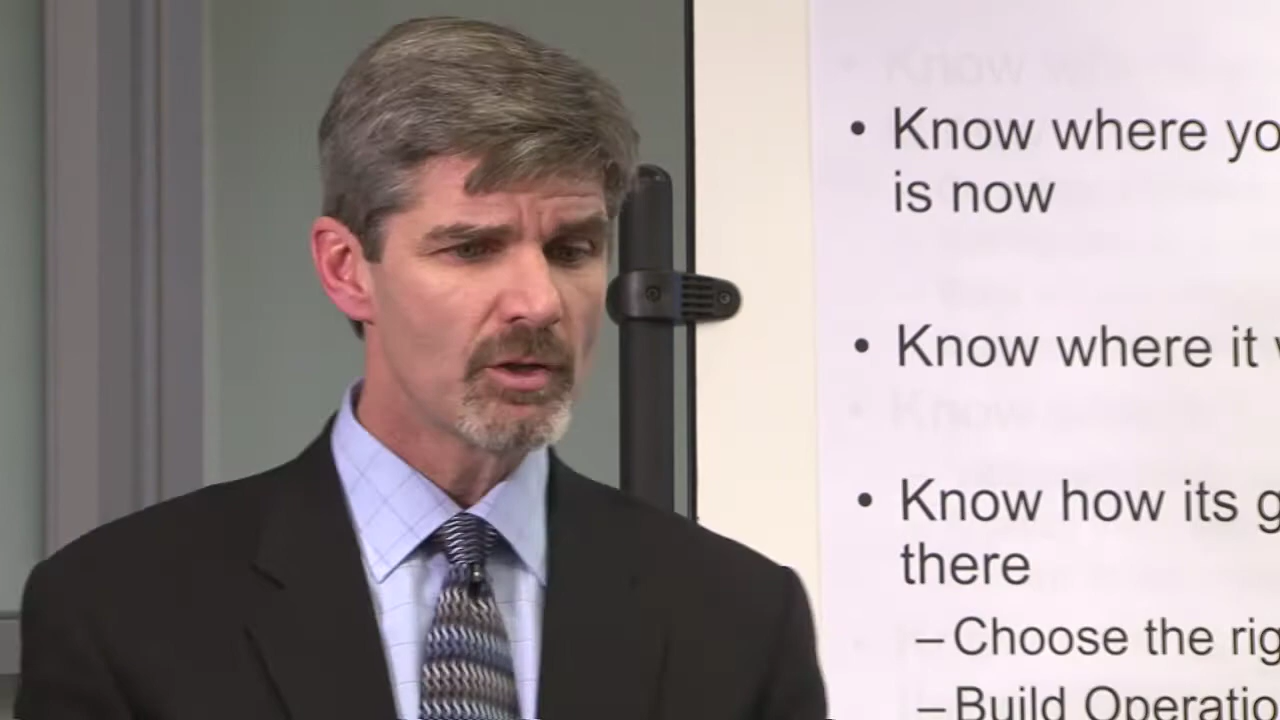 • Know where yo
is now
• Know where it
• Know how its g
there
– Choose the rig
– Build Operatio